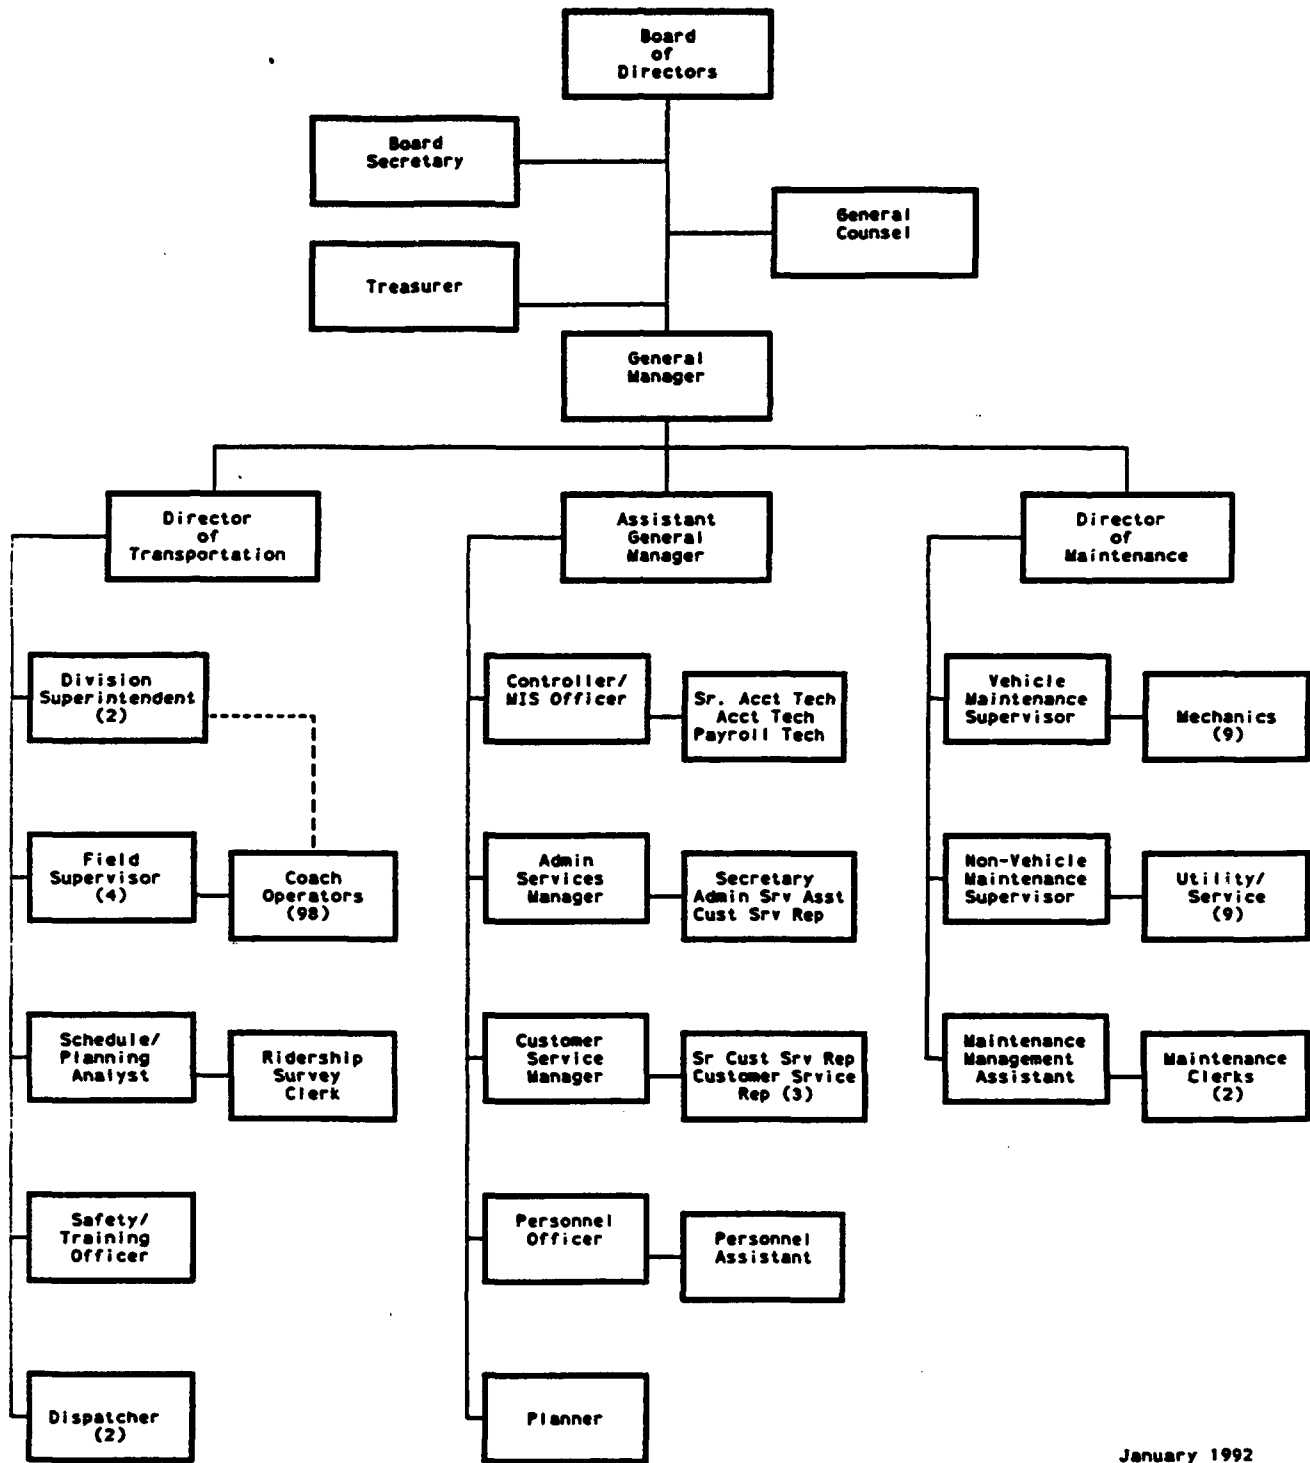 Board
of
Directors
Board
Secretary
General
Counsel
Treasurer
General
Manager
Director
of
Transportation
Assistant
General
Manager
Director
of
Maintenance
Division
Superintendent
(2)
Controller/
MIS Officer
Sr. Acct Tech
Acct Tech
Payroll Tech
Vehicle
Maintenance
Supervisor
Mechanics
(9)
Field
Supervisor
(4)
Coach
Operators
(98)
Admin
Services
Manager
Secretary
Admin Srv Asst
Cust Srv Rep
Non-Vehicle
Maintenance
Supervisor
Utility/
Service
(9)
Schedule/
Planning
Analyst
Ridership
Survey
Clerk
Customer
Service
Manager
Sr Cust Srv Rep
Customer Srvice
Rep (3)
Maintenance
Management
Assistant
Maintenance
Clerks
(2)
Safety/
Training
Officer
Personnel
Officer
Personnel
Assistant
Dispatcher
(2)
Planner
January 1992